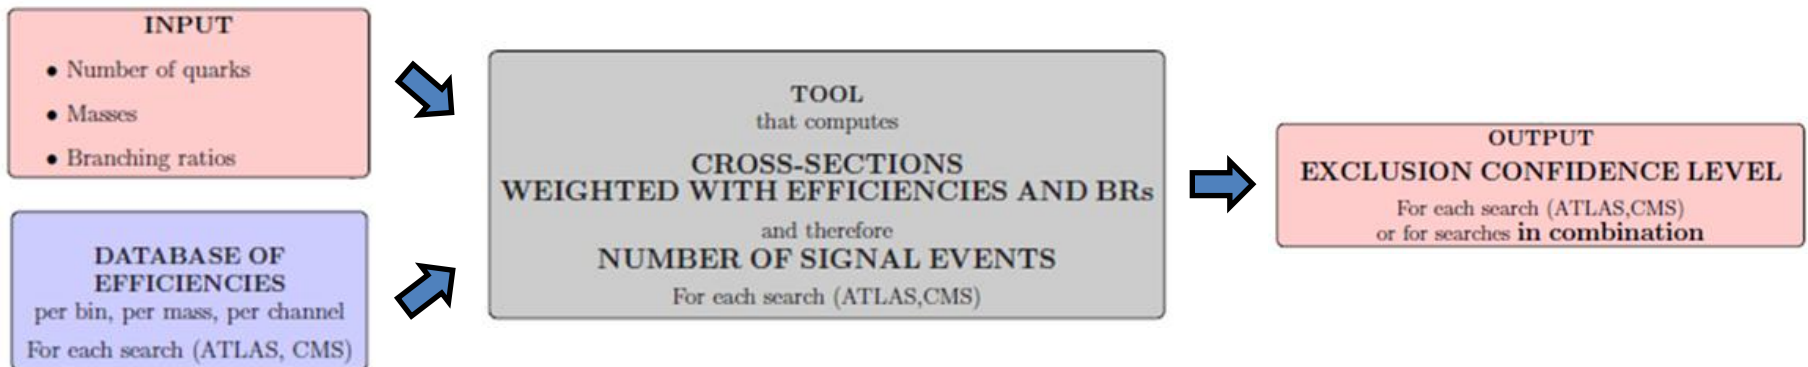 INPUT
• Number of quarks
• Masses
• Branching ratios
DATABASE OF
EFFICIENCIES
per bin, per mass, per channel
For each search (ATLAS, CMS)
TOOL
that computes
CROSS-SECTIONS
WEIGHTED WITH EFFICIENCIES AND BRs
and therefore
NUMBER OF SIGNAL EVENTS
For each search (ATLAS,CMS)
OUTPUT
EXCLUSION CONFIDENCE LEVEL
For each search (ATLAS,CMS)
or for searches in combination